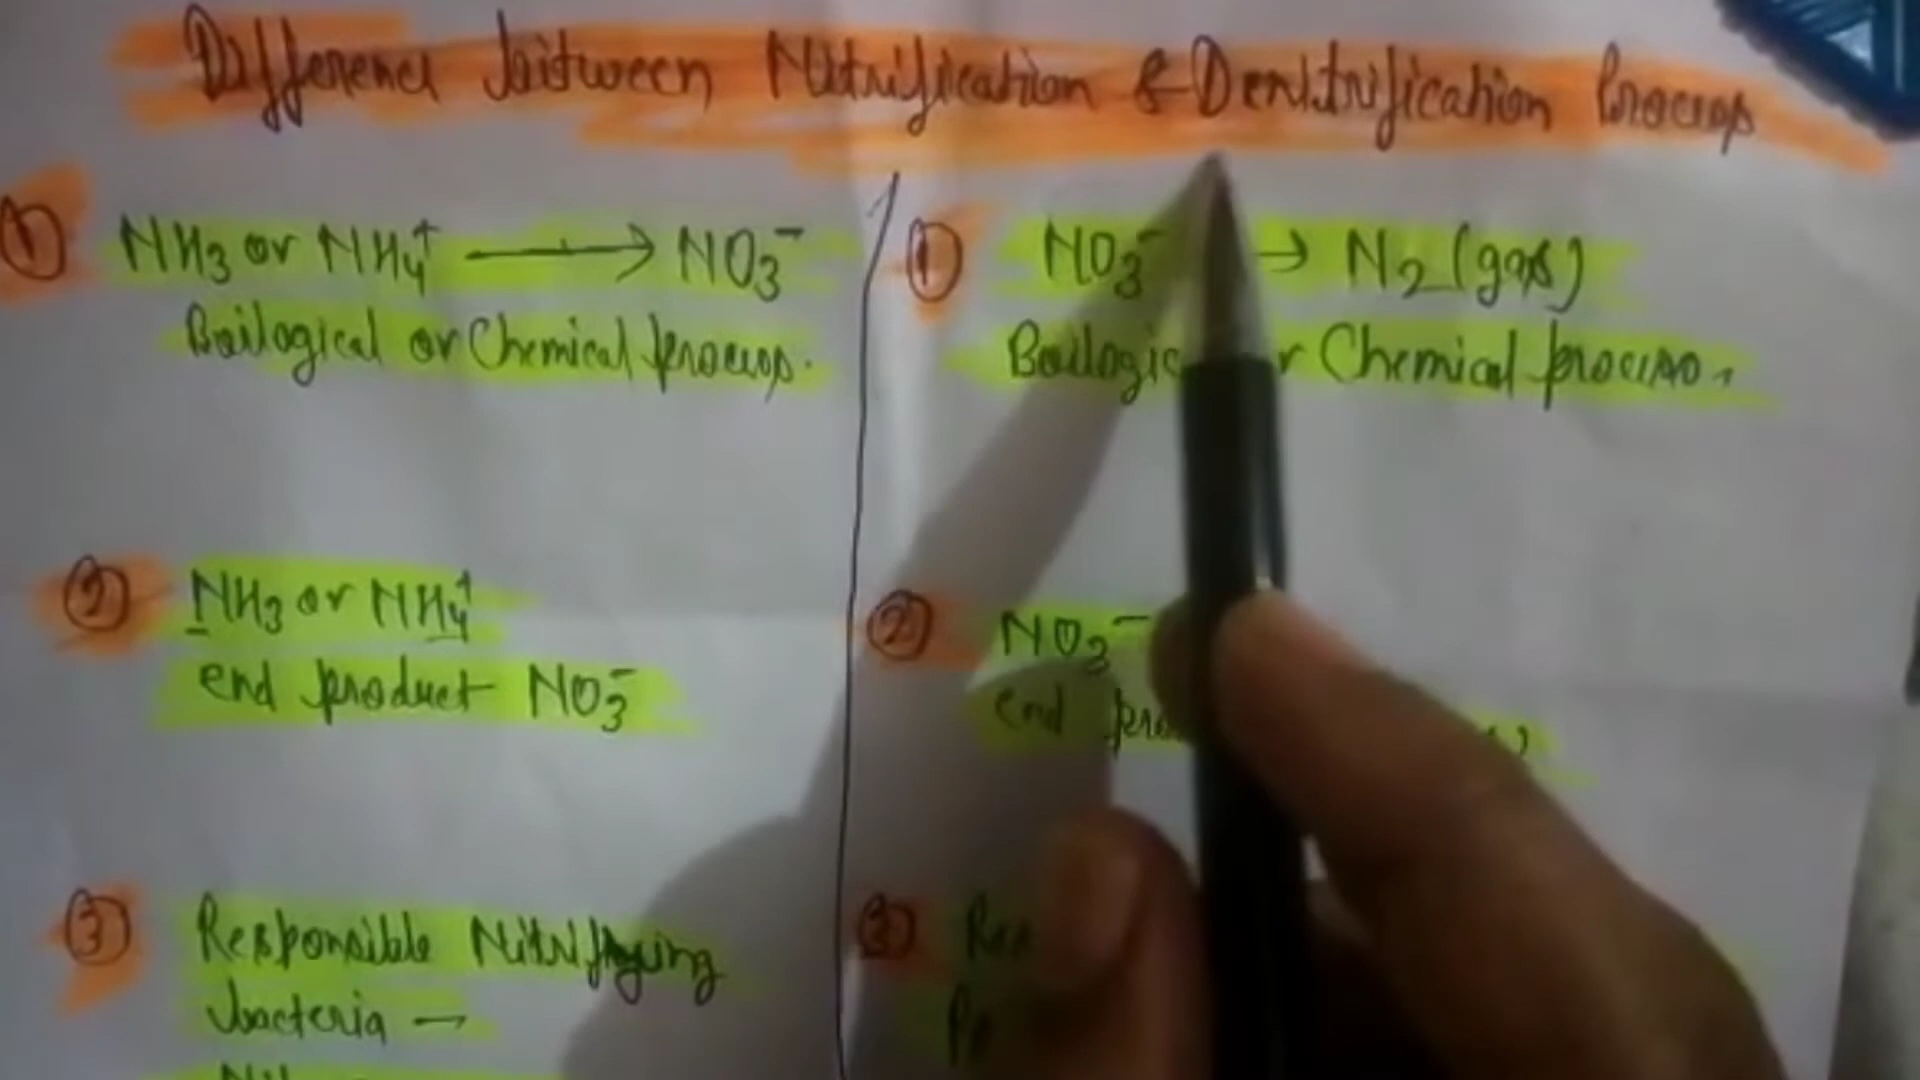 Difference between Nitrification & Denitrification Process
① NH3 or NH4+ → NO3-
Bailogical or Chemical process.
② NH3 or NH4+
end product NO3-
③ Responsible Nitrifying
bacteria →
① NO3- → N2 (gas)
Chemical process.
② NO3-
end
③